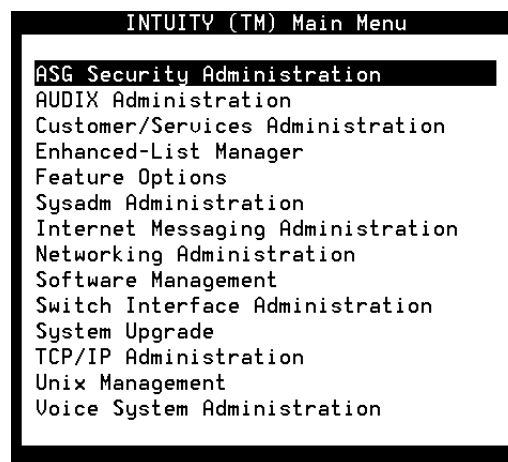 INTUITY (TM) Main Menu
ASG Security Administration
AUDIX Administration
Customer/Services Administration
Enhanced-List Manager
Feature Options
Sysadm Administration
Internet Messaging Administration
Networking Administration
Software Management
Switch Interface Administration
System Upgrade
TCP/IP Administration
Unix Management
Voice System Administration